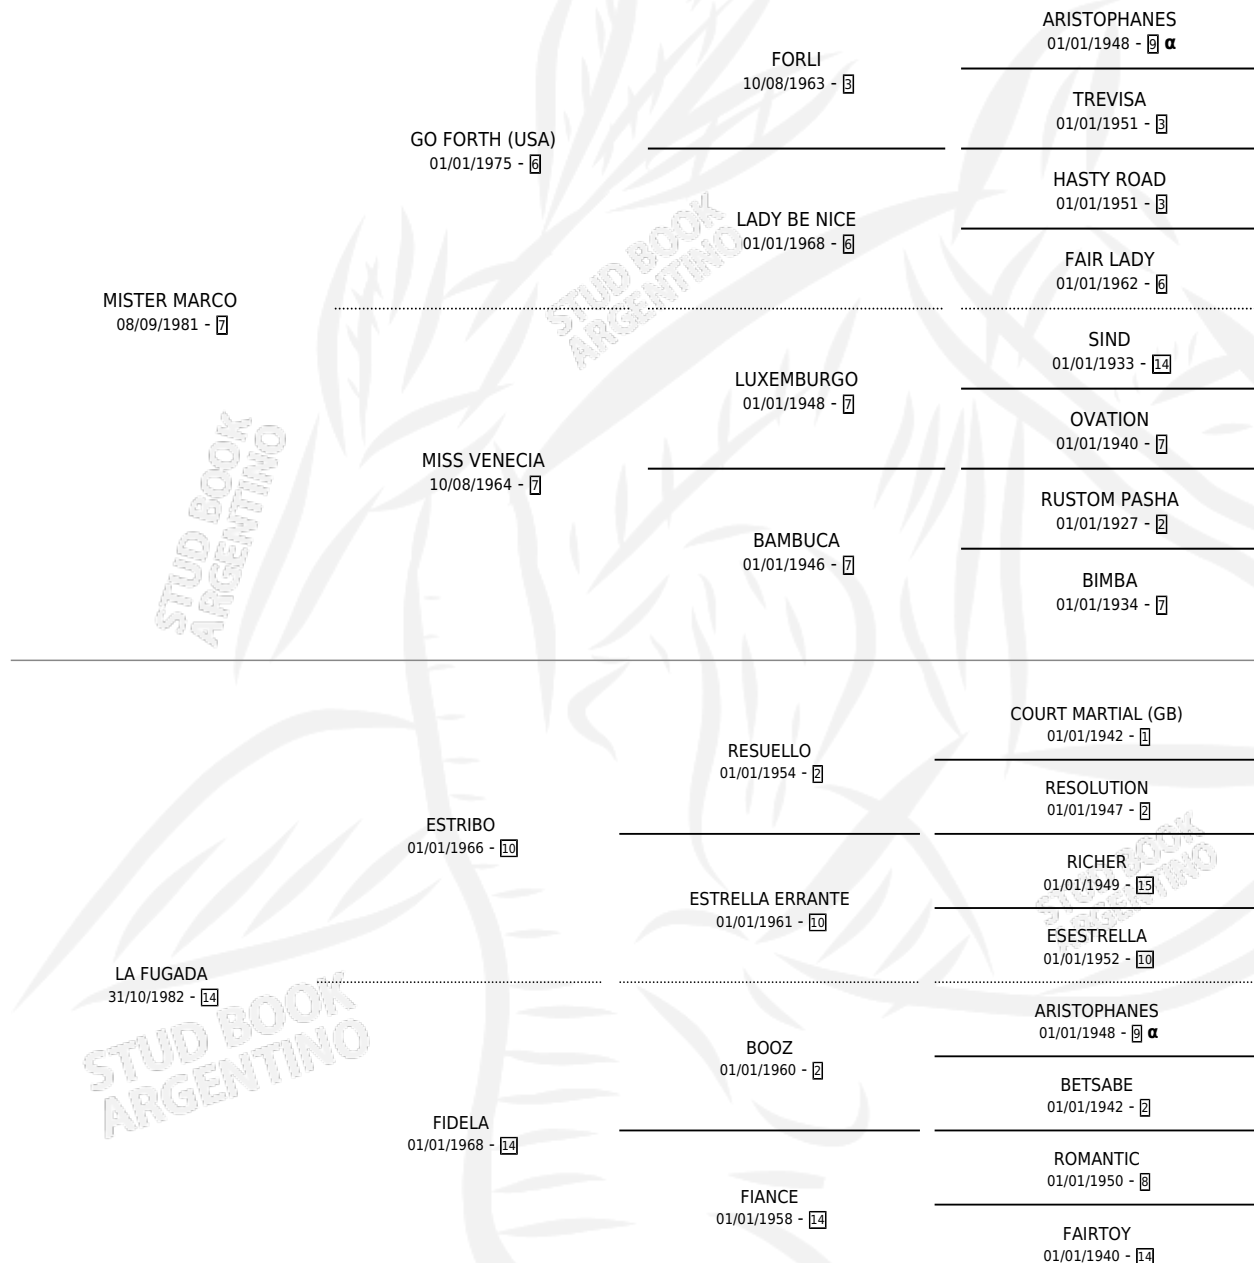 ARISTOPHANES
01/01/1948 - 9 α
FORLI
10/08/1963 - 3
TREVISA
01/01/1951 - 3
GO FORTH (USA)
01/01/1975 - 6
HASTY ROAD
01/01/1951 - 3
LADY BE NICE
01/01/1968 - 6
FAIR LADY
01/01/1962 - 6
MISTER MARCO
08/09/1981 - 7
SIND
01/01/1933 - 14
LUXEMBURGO
01/01/1948 - 7
OVATION
01/01/1940 - 7
MISS VENECIA
10/08/1964 - 7
RUSTOM PASHA
01/01/1927 - 2
BAMBUCA
01/01/1946 - 7
BIMBA
01/01/1934 - 7
STUD BOOK
ARGENTINO
STUD BOOK
ARGENTINO
COURT MARTIAL (GB)
01/01/1942 - 1
RESUELLO
01/01/1954 - 2
RESOLUTION
01/01/1947 - 2
ESTRIBO
01/01/1966 - 10
RICHER
01/01/1949 - 15
ESTRELLA ERRANTE
01/01/1961 - 10
ESESTRELLA
01/01/1952 - 10
STUD BOOK
ARGENTINO
LA FUGADA
31/10/1982 - 14
ARISTOPHANES
01/01/1948 - 9 α
BOOZ
01/01/1960 - 2
BETSABE
01/01/1942 - 2
STUD BOOK
ARGENTINO
FIDELA
01/01/1968 - 14
ROMANTIC
01/01/1950 - 8
FIANCE
01/01/1958 - 14
FAIRTOY
01/01/1940 - 14